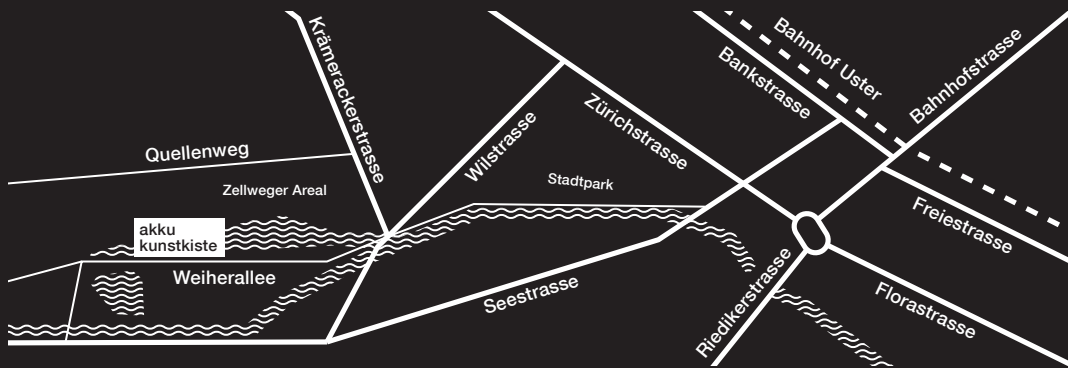 Krämerackerstrasse
Bahnhof Uster
Bahnhofstrasse
Bankstrasse
Zürichstrasse
Wilstrasse
Quellenweg
Zellweger Areal
Stadtpark
akku
kunstkiste
Weiherallee
Seestrasse
Freiestrasse
Riedikerstrasse
Florastrasse